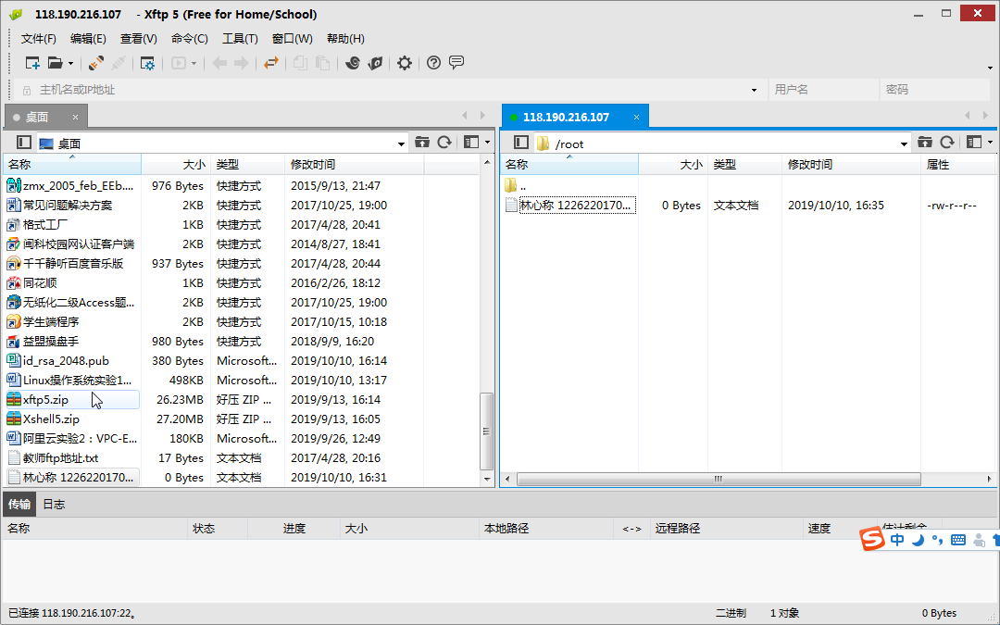 118.190.216.107 - Xftp 5 (Free for Home/School)
文件(F) 编辑(E) 查看(V) 命令(C) 工具(T) 窗口(W) 帮助(H)
主机名或IP地址 用户名 密码
桌面 × 118.190.216.107 ×
桌面 /root
名称 大小 类型 修改时间 名称 大小 类型 修改时间 属性
zmx_2005_feb_EEb.... 976 Bytes 快捷方式 2015/9/13, 21:47 ..
常见问题解决方案 2KB 快捷方式 2017/10/25, 19:00 林心称 1226220170... 0 Bytes 文本文档 2019/10/10, 16:35 -rw-r--r--
格式工厂 1KB 快捷方式 2017/4/28, 20:41
闽科校园网认证客户端 2KB 快捷方式 2014/8/27, 18:41
千千静听百度音乐版 937 Bytes 快捷方式 2017/4/28, 20:44
同花顺 1KB 快捷方式 2016/2/26, 18:12
无纸化二级Access题... 2KB 快捷方式 2017/10/25, 19:00
学生端程序 2KB 快捷方式 2017/10/15, 10:18
益盟操盘手 980 Bytes 快捷方式 2018/9/9, 16:20
id_rsa_2048.pub 380 Bytes Microsoft... 2019/10/10, 16:14
Linux操作系统实验1... 498KB Microsoft... 2019/10/10, 13:17
xftp5.zip 26.23MB 好压 ZIP ... 2019/9/13, 16:14
Xshell5.zip 27.20MB 好压 ZIP ... 2019/9/13, 16:05
阿里云实验2：VPC-E... 180KB Microsoft... 2019/9/26, 12:49
教师ftp地址.txt 17 Bytes 文本文档 2017/4/28, 20:16
林心称 1226220170... 0 Bytes 文本文档 2019/10/10, 16:31
传输 日志
名称 状态 进度 大小 本地路径 <-> 远程路径 速度 估计剩余
中
已连接 118.190.216.107:22。 二进制 1 对象 0 Bytes